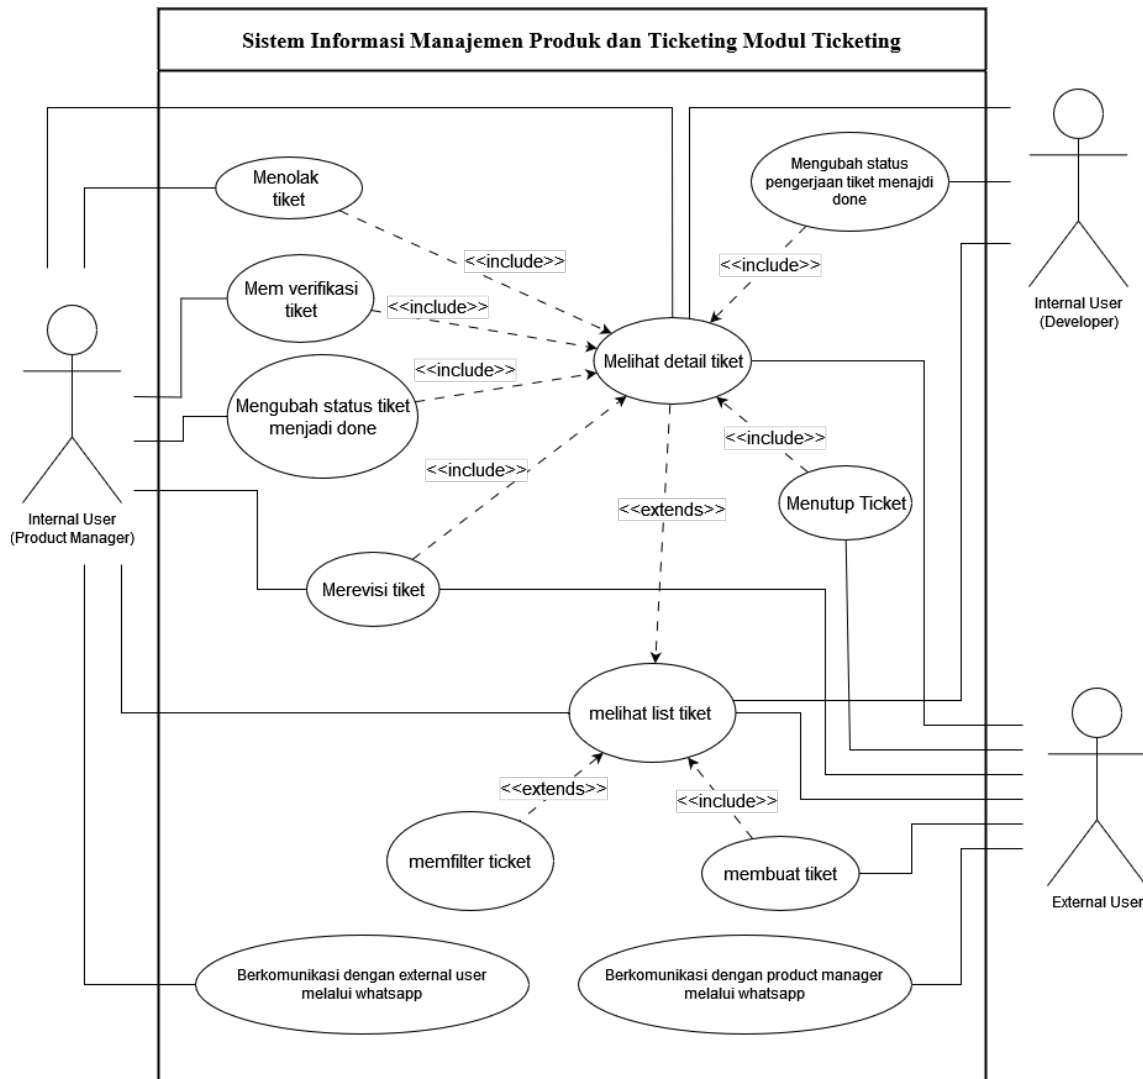 Sistem Informasi Manajemen Produk dan Ticketing Modul Ticketing
Menolak
tiket
Mengubah status
pengerjaan tiket menajdi
done
<<include>>
<<include>>
Mem verifikasi
tiket
<<include>>
Internal User
(Developer)
Melihat detail tiket
<<include>>
Mengubah status tiket
menjadi done
<<include>>
<<include>>
Menutup Ticket
<<extends>>
Internal User
(Product Manager)
Merevisi tiket
melihat list tiket
<<extends>>
<<include>>
memfilter ticket
membuat tiket
External User
Berkomunikasi dengan external user
melalui whatsapp
Berkomunikasi dengan product manager
melalui whatsapp